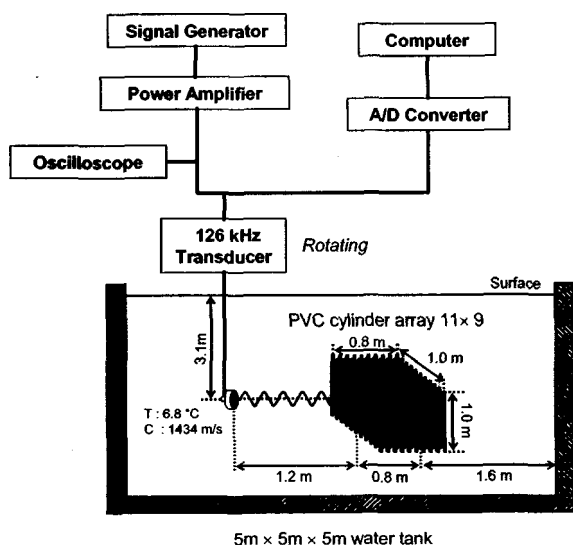 Signal Generator
Computer
Power Amplifier
A/D Converter
Oscilloscope
126 kHz
Transducer
Rotating
Surface
3.1m
PVC cylinder array 11× 9
0.8 m
1.0 m
T : 6.8 °C
C : 1434 m/s
1.0 m
1.2 m
0.8 m
1.6 m
5m × 5m × 5m water tank